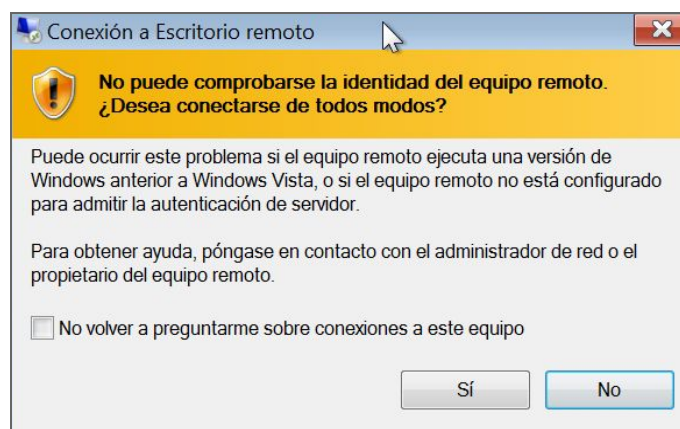 Conexión a Escritorio remoto
No puede comprobarse la identidad del equipo remoto.
¿Desea conectarse de todos modos?
Puede ocurrir este problema si el equipo remoto ejecuta una versión de
Windows anterior a Windows Vista, o si el equipo remoto no está configurado
para admitir la autenticación de servidor.
Para obtener ayuda, póngase en contacto con el administrador de red o el
propietario del equipo remoto.
No volver a preguntarme sobre conexiones a este equipo
Sí
No